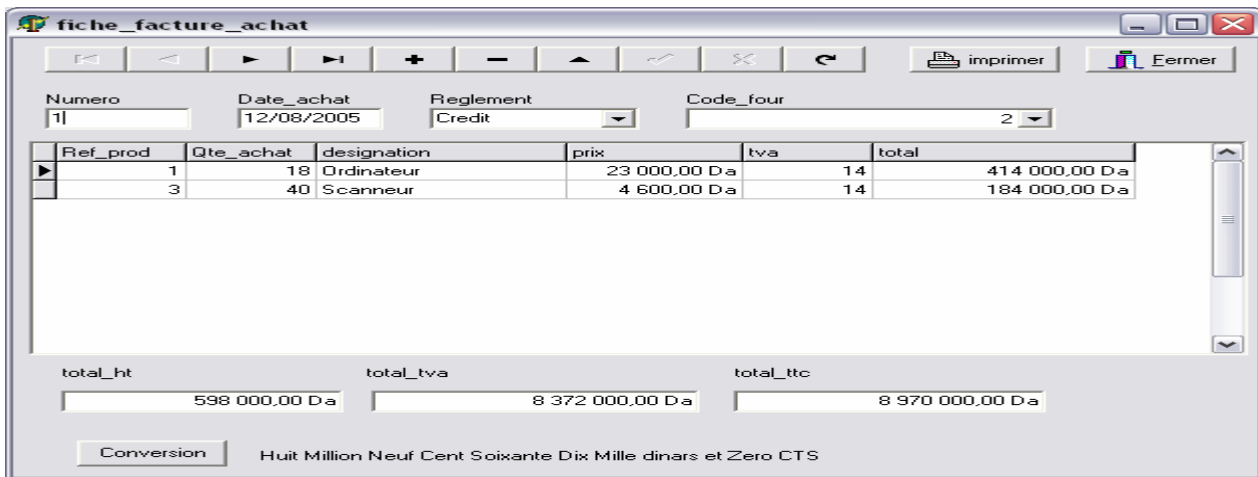 fiche_facture_achat
imprimer Fermer
Numero Date_achat Reglement Code_four
1 12/08/2005 Credit 2
Ref_prod Qte_achat designation prix tva total
1 18 Ordinateur 23 000,00 Da 14 414 000,00 Da
3 40 Scanneur 4 600,00 Da 14 184 000,00 Da
total_ht total_tva total_ttc
598 000,00 Da 8 372 000,00 Da 8 970 000,00 Da
Conversion Huit Million Neuf Cent Soixante Dix Mille dinars et Zero CTS